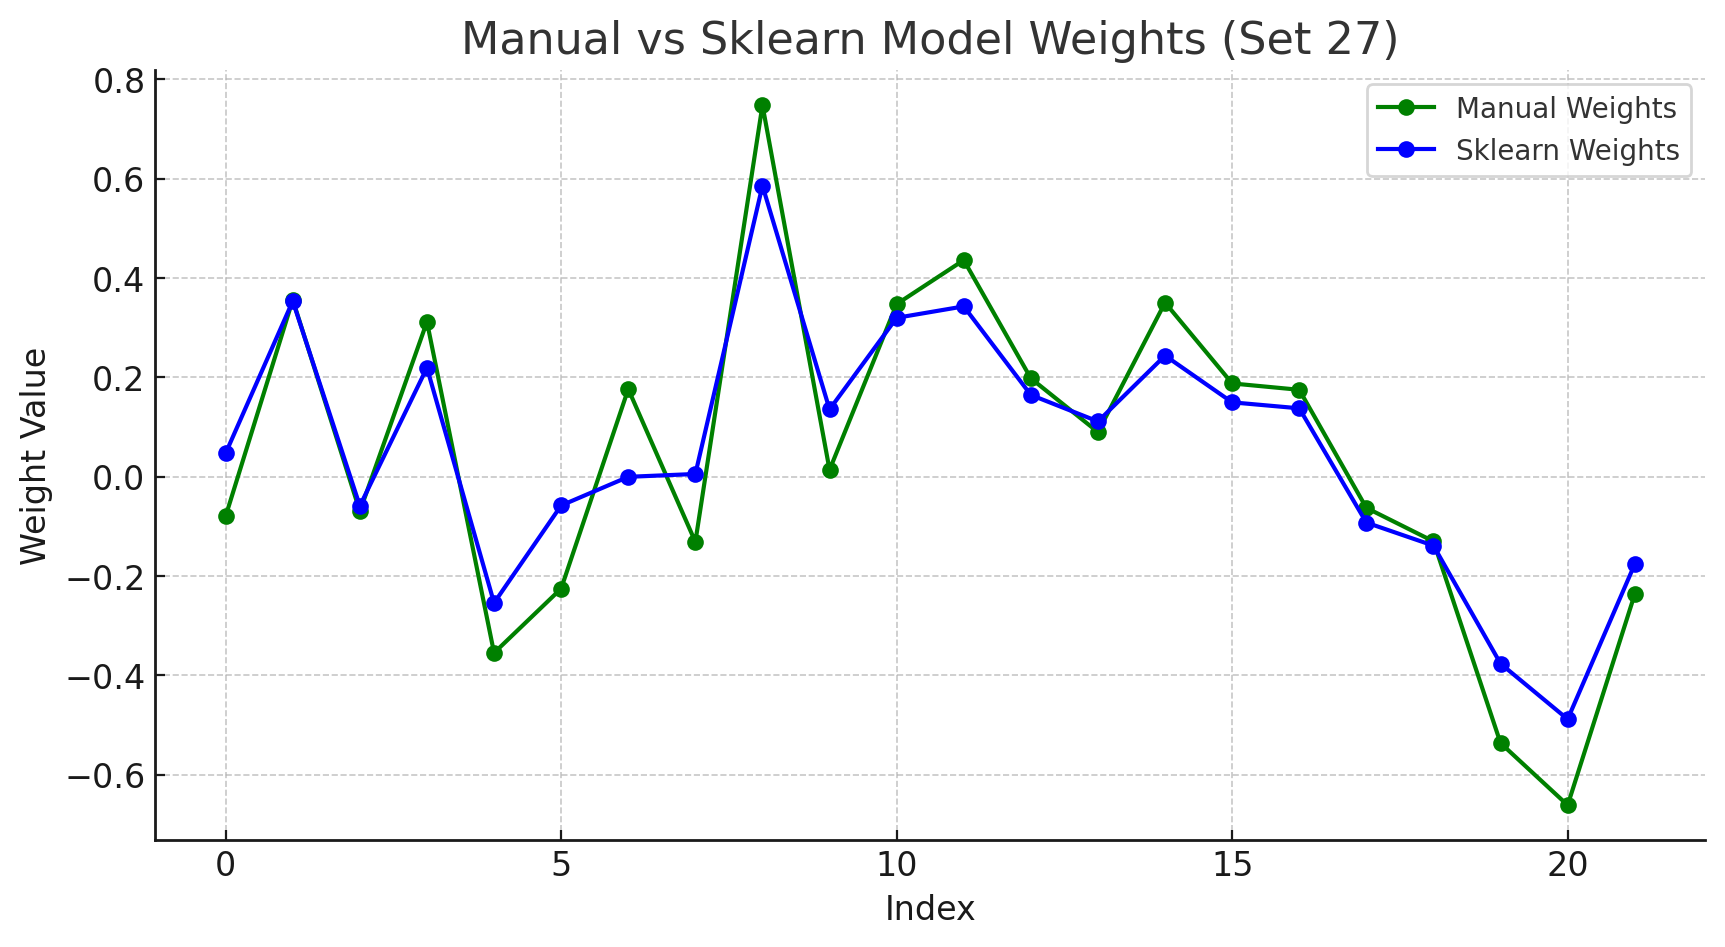 Manual vs Sklearn Model Weights (Set 27)
Manual Weights
Sklearn Weights
Weight Value
0.8
0.6
0.4
0.2
0.0
−0.2
−0.4
−0.6
0 5 10 15 20
Index